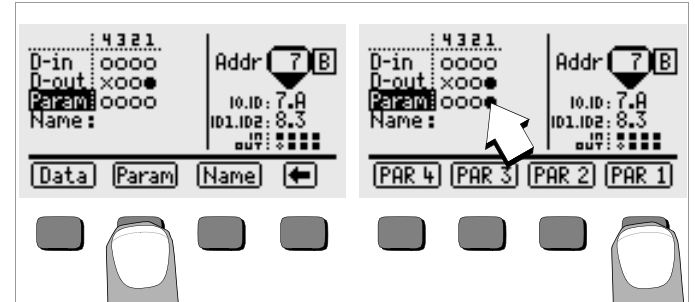 4321
D-in oooo
D-out xoo●
Param oooo
Name :
Addr 7 B
IO.ID: 7.A
ID1.ID2: 8.3
IN
OUT
Data Param Name ←
4321
D-in oooo
D-out xoo●
Param ooo●
Name :
Addr 7 B
IO.ID: 7.A
ID1.ID2: 8.3
IN
OUT
PAR 4 PAR 3 PAR 2 PAR 1